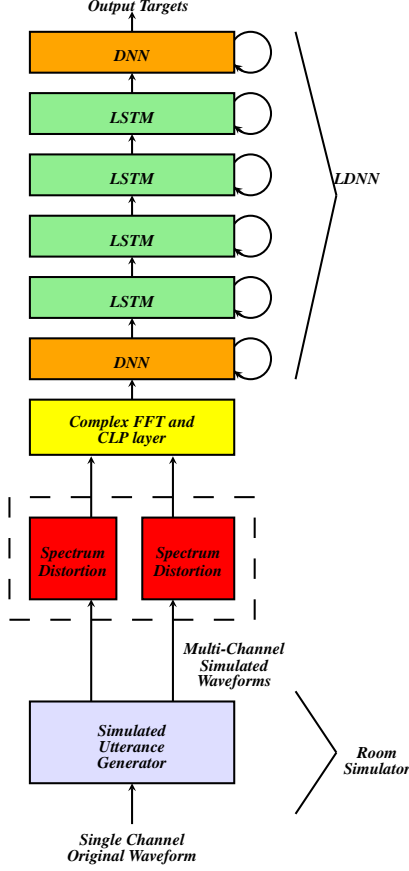 Output Targets
DNN
LSTM
LSTM
LDNN
LSTM
LSTM
DNN
Complex FFT and
CLP layer
Spectrum
Distortion
Spectrum
Distortion
Multi-Channel
Simulated
Waveforms
Simulated
Utterance
Generator
Room
Simulator
Single Channel
Original Waveform